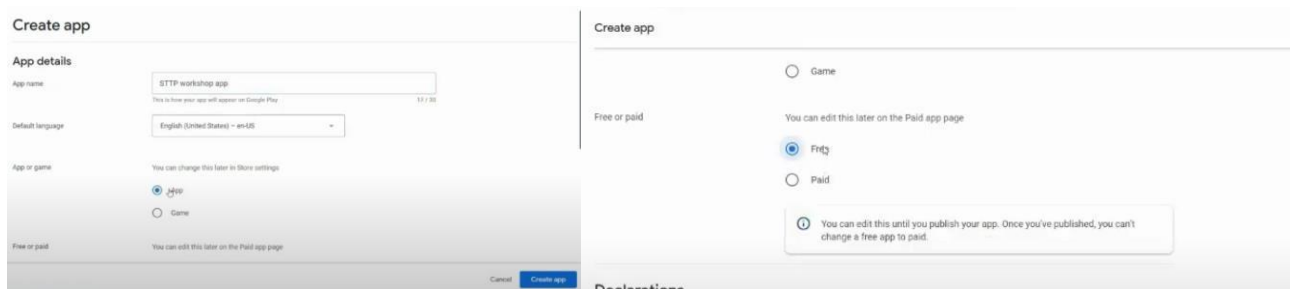 Create app
App details
App name
STTP workshop app
This is how your app will appear on Google Play
Default language
English (United States) – en-US
App or game
You can change this later in Store settings
App
Game
Free or paid
You can edit this later on the Paid app page
Cancel
Create app
Create app
Game
Free or paid
You can edit this later on the Paid app page
Free
Paid
You can edit this until you publish your app. Once you've published, you can't
change a free app to paid.
Declarations